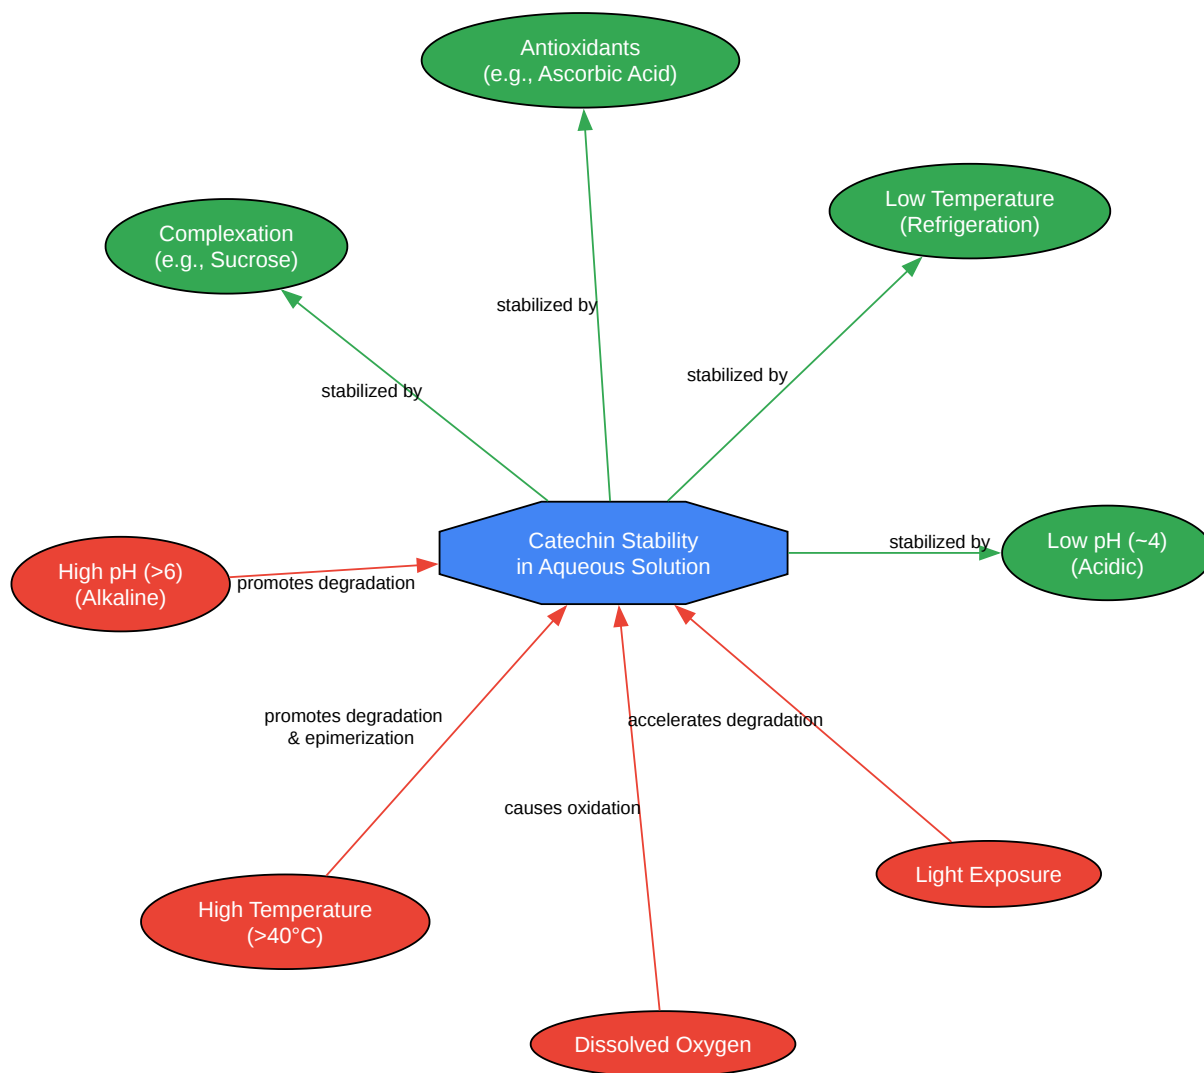 Antioxidants
(e.g., Ascorbic Acid)
Low Temperature
(Refrigeration)
Complexation
(e.g., Sucrose)
stabilized by
stabilized by
stabilized by
Catechin Stability
in Aqueous Solution
stabilized by
Low pH (~4)
(Acidic)
High pH (>6)
(Alkaline)
promotes degradation
promotes degradation
& epimerization
accelerates degradation
causes oxidation
Light Exposure
High Temperature
(>40°C)
Dissolved Oxygen